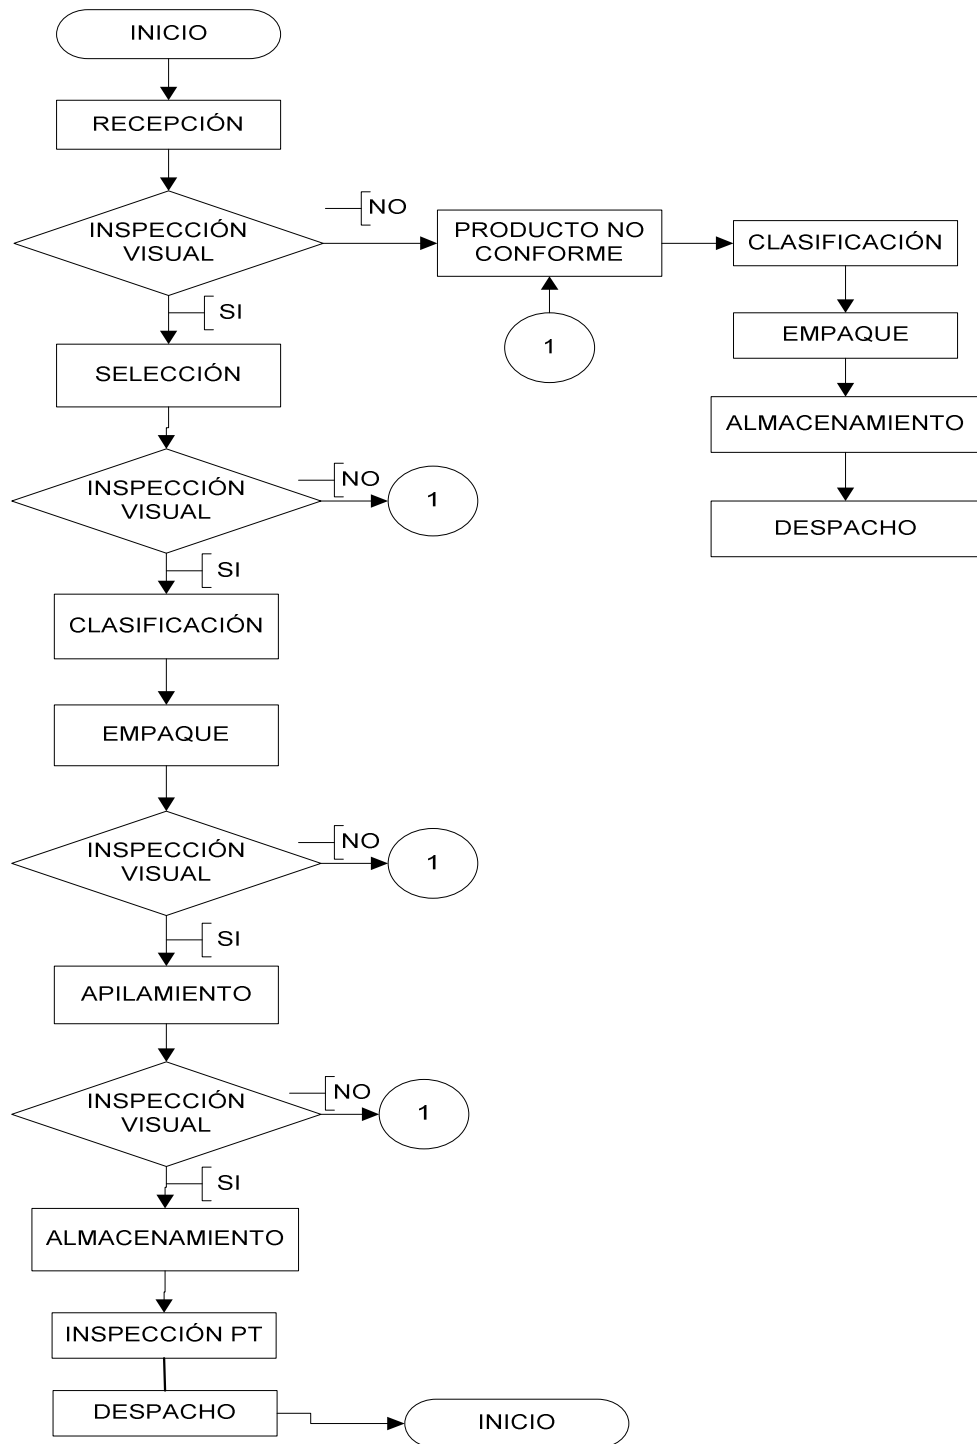 INICIO
RECEPCIÓN
INSPECCIÓN
VISUAL
NO
SI
PRODUCTO NO
CONFORME
1
CLASIFICACIÓN
EMPAQUE
ALMACENAMIENTO
DESPACHO
SELECCIÓN
INSPECCIÓN
VISUAL
NO
1
SI
CLASIFICACIÓN
EMPAQUE
INSPECCIÓN
VISUAL
NO
1
SI
APILAMIENTO
INSPECCIÓN
VISUAL
NO
1
SI
ALMACENAMIENTO
INSPECCIÓN PT
DESPACHO
INICIO